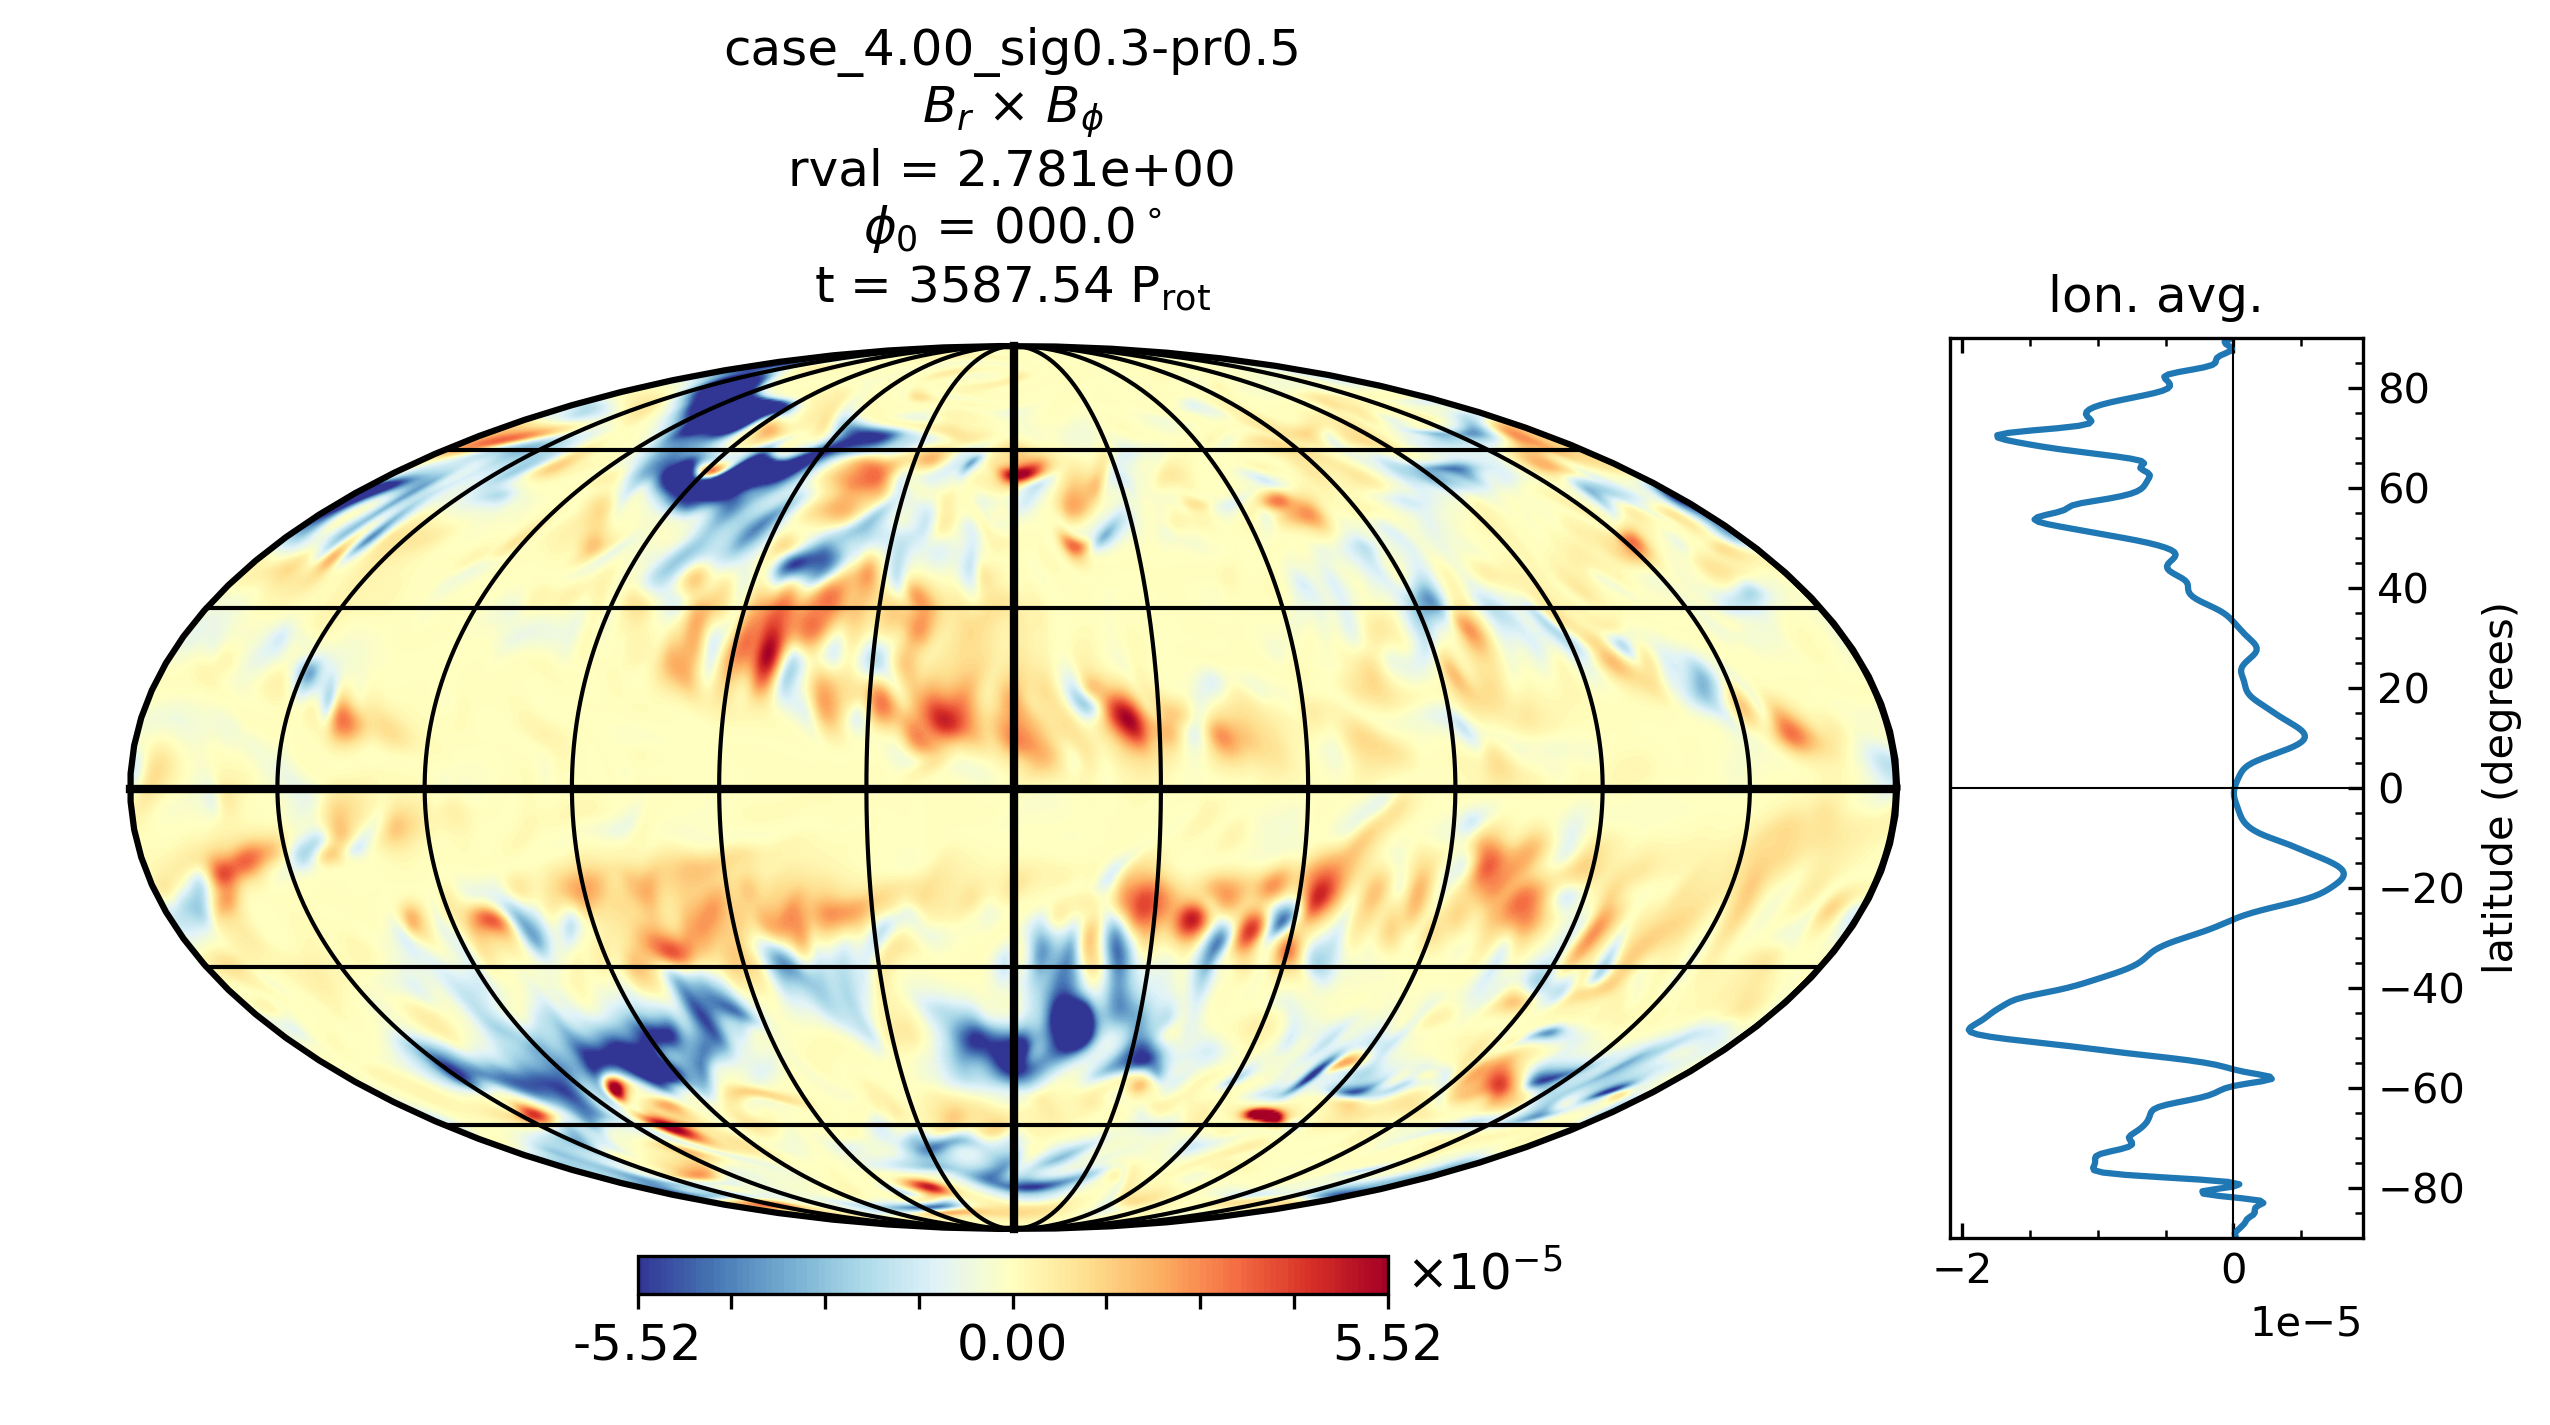 case_4.00_sig0.3-pr0.5
B_r × B_ϕ
rval = 2.781e+00
ϕ_0 = 000.0°
t = 3587.54 P_rot
lon. avg.
80
60
40
20
0
−20
−40
−60
−80
latitude (degrees)
−2 0
1e−5
×10^−5
-5.52 0.00 5.52